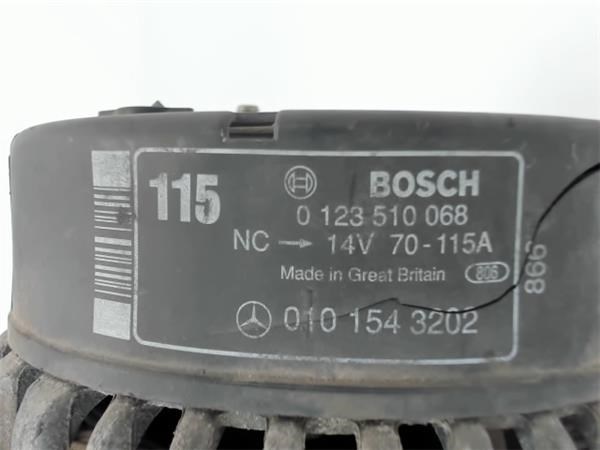 115 BOSCH
0 123 510 068
NC → 14V 70-115A
Made in Great Britain 806
010 154 3202
866